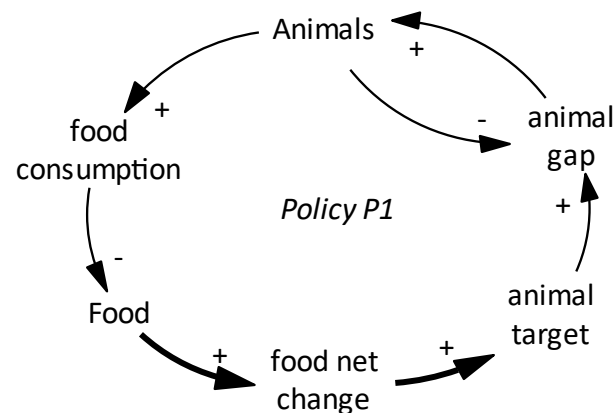 Animals
+
+
-
+
food
consumption
animal
gap
Policy P1
+
-
Food
animal
target
+
+
food net
change